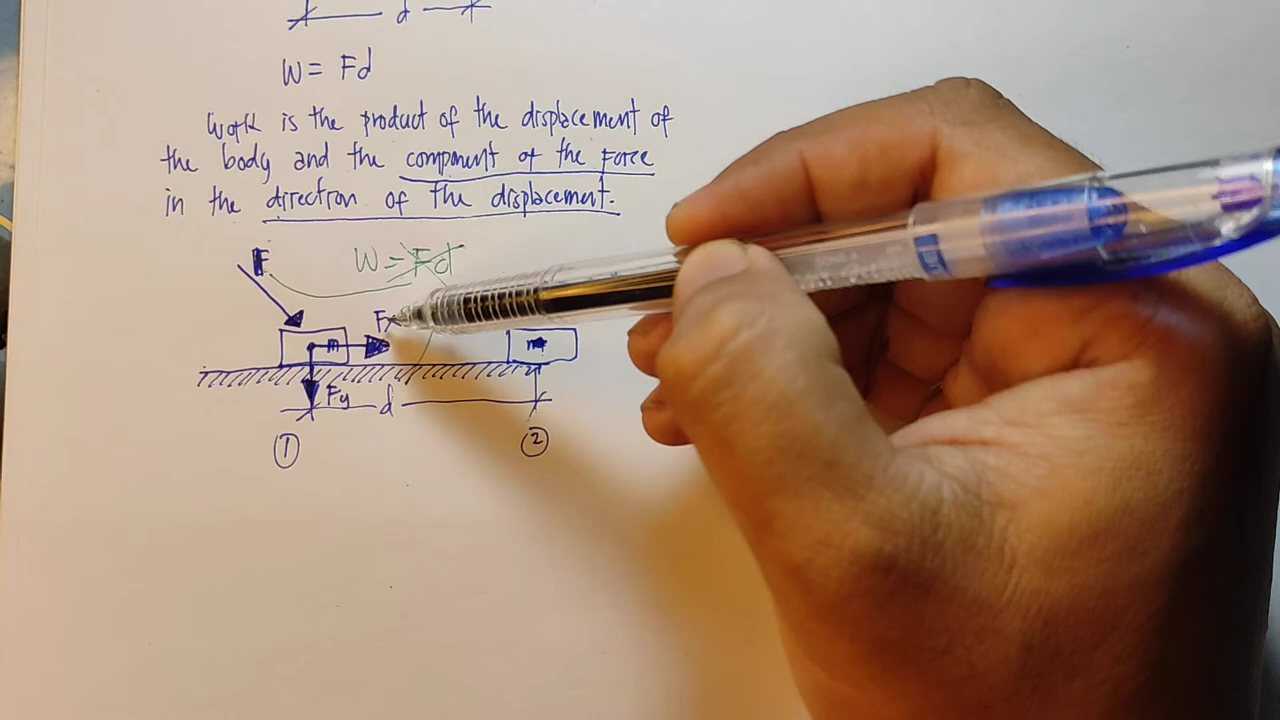 d
W = Fd
Work is the product of the displacement of
the body and the component of the Force
in the direction of the displacement.
F
W = Fd
Fx
m
m
Fy
d
1
2